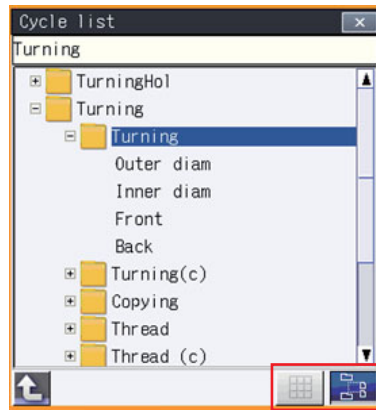 Cycle list
Turning
TurningHol
Turning
Turning
Outer diam
Inner diam
Front
Back
Turning(c)
Copying
Thread
Thread (c)